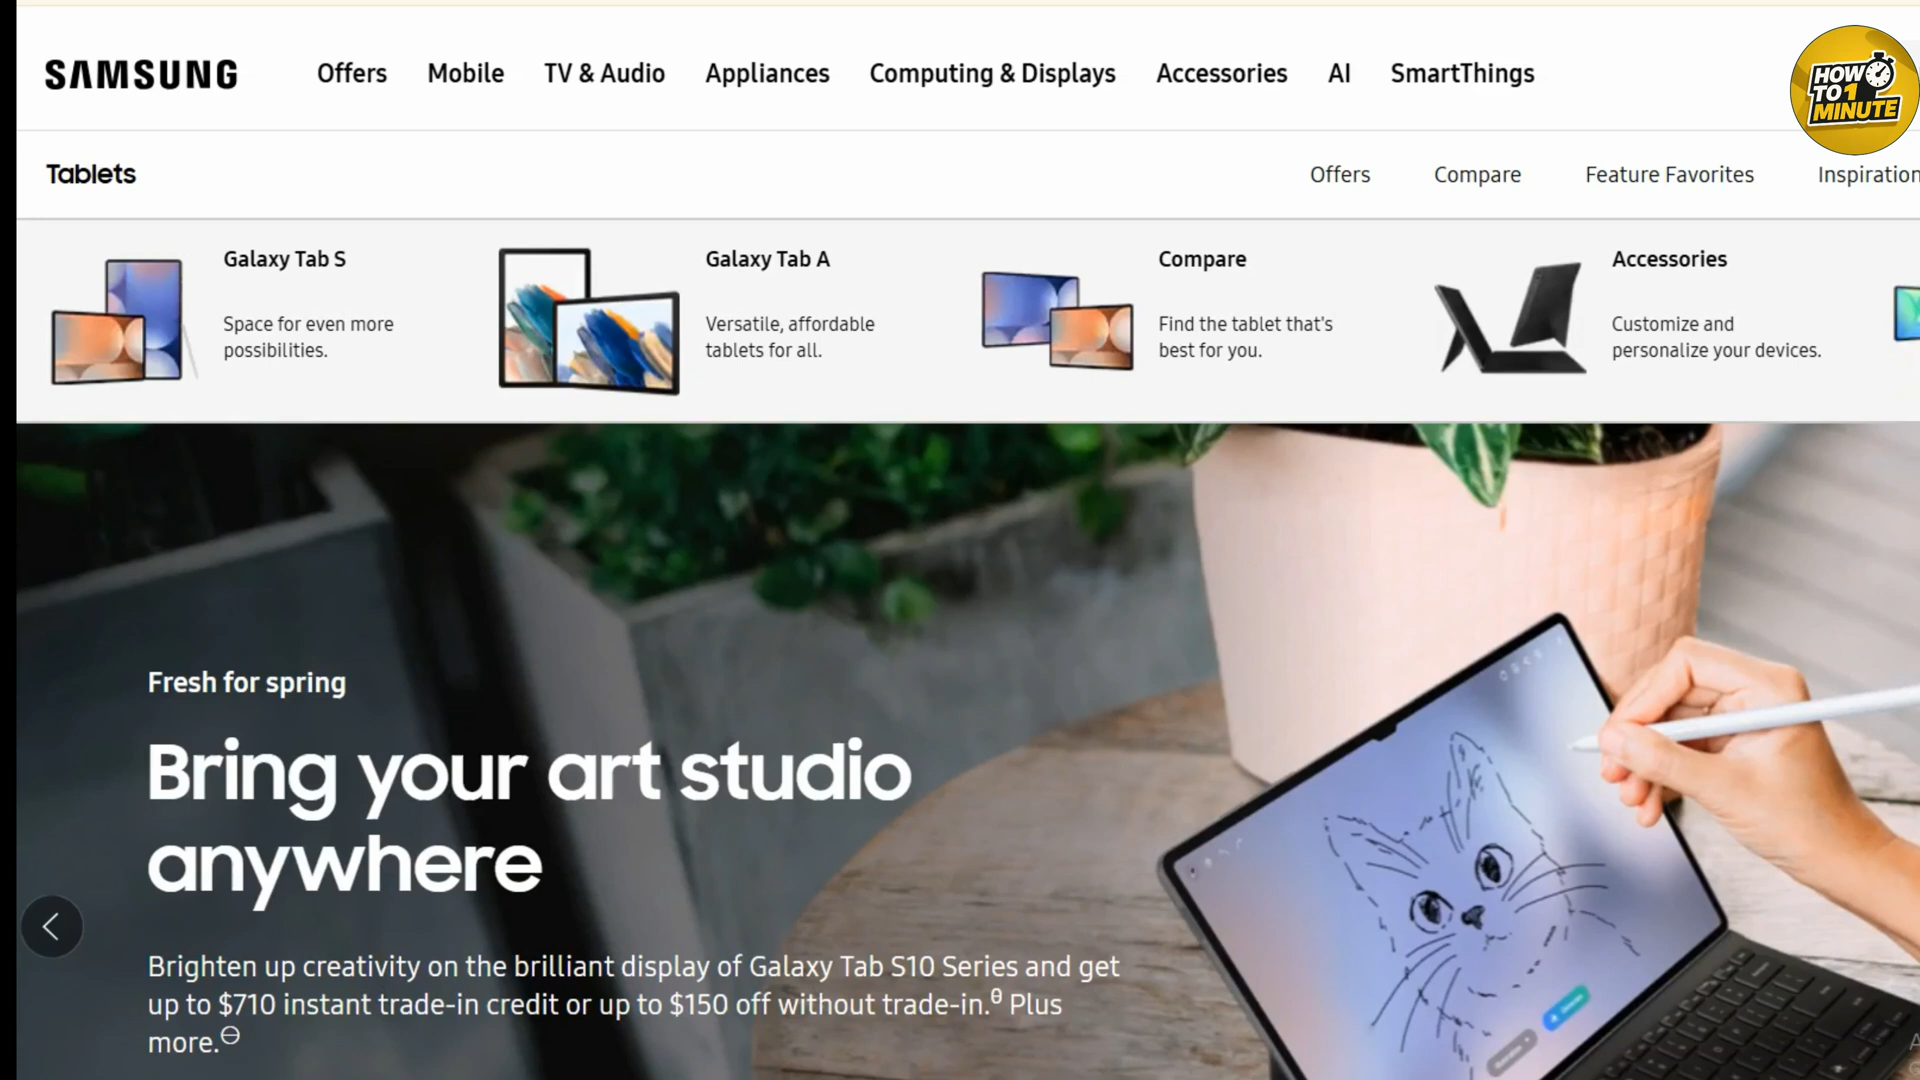 SAMSUNG
Offers
Mobile
TV & Audio
Appliances
Computing & Displays
Accessories
AI
SmartThings
HOW
TO 1
MINUTE
Tablets
Offers
Compare
Feature Favorites
Inspiration
Galaxy Tab S
Space for even more
possibilities.
Galaxy Tab A
Versatile, affordable
tablets for all.
Compare
Find the tablet that's
best for you.
Accessories
Customize and
personalize your devices.
Fresh for spring
Bring your art studio
anywhere
Brighten up creativity on the brilliant display of Galaxy Tab S10 Series and get
up to $710 instant trade-in credit or up to $150 off without trade-in.θ Plus
more.⊖